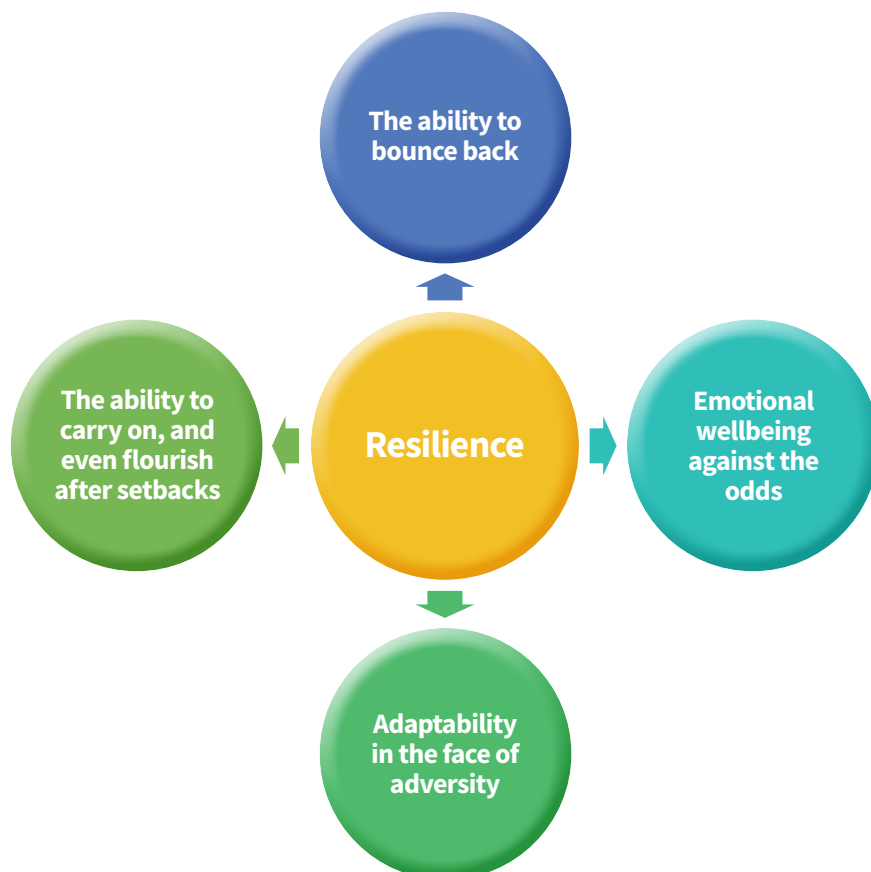 The ability to
bounce back
The ability to
carry on, and
even flourish
after setbacks
Resilience
Emotional
wellbeing
against the
odds
Adaptability
in the face of
adversity